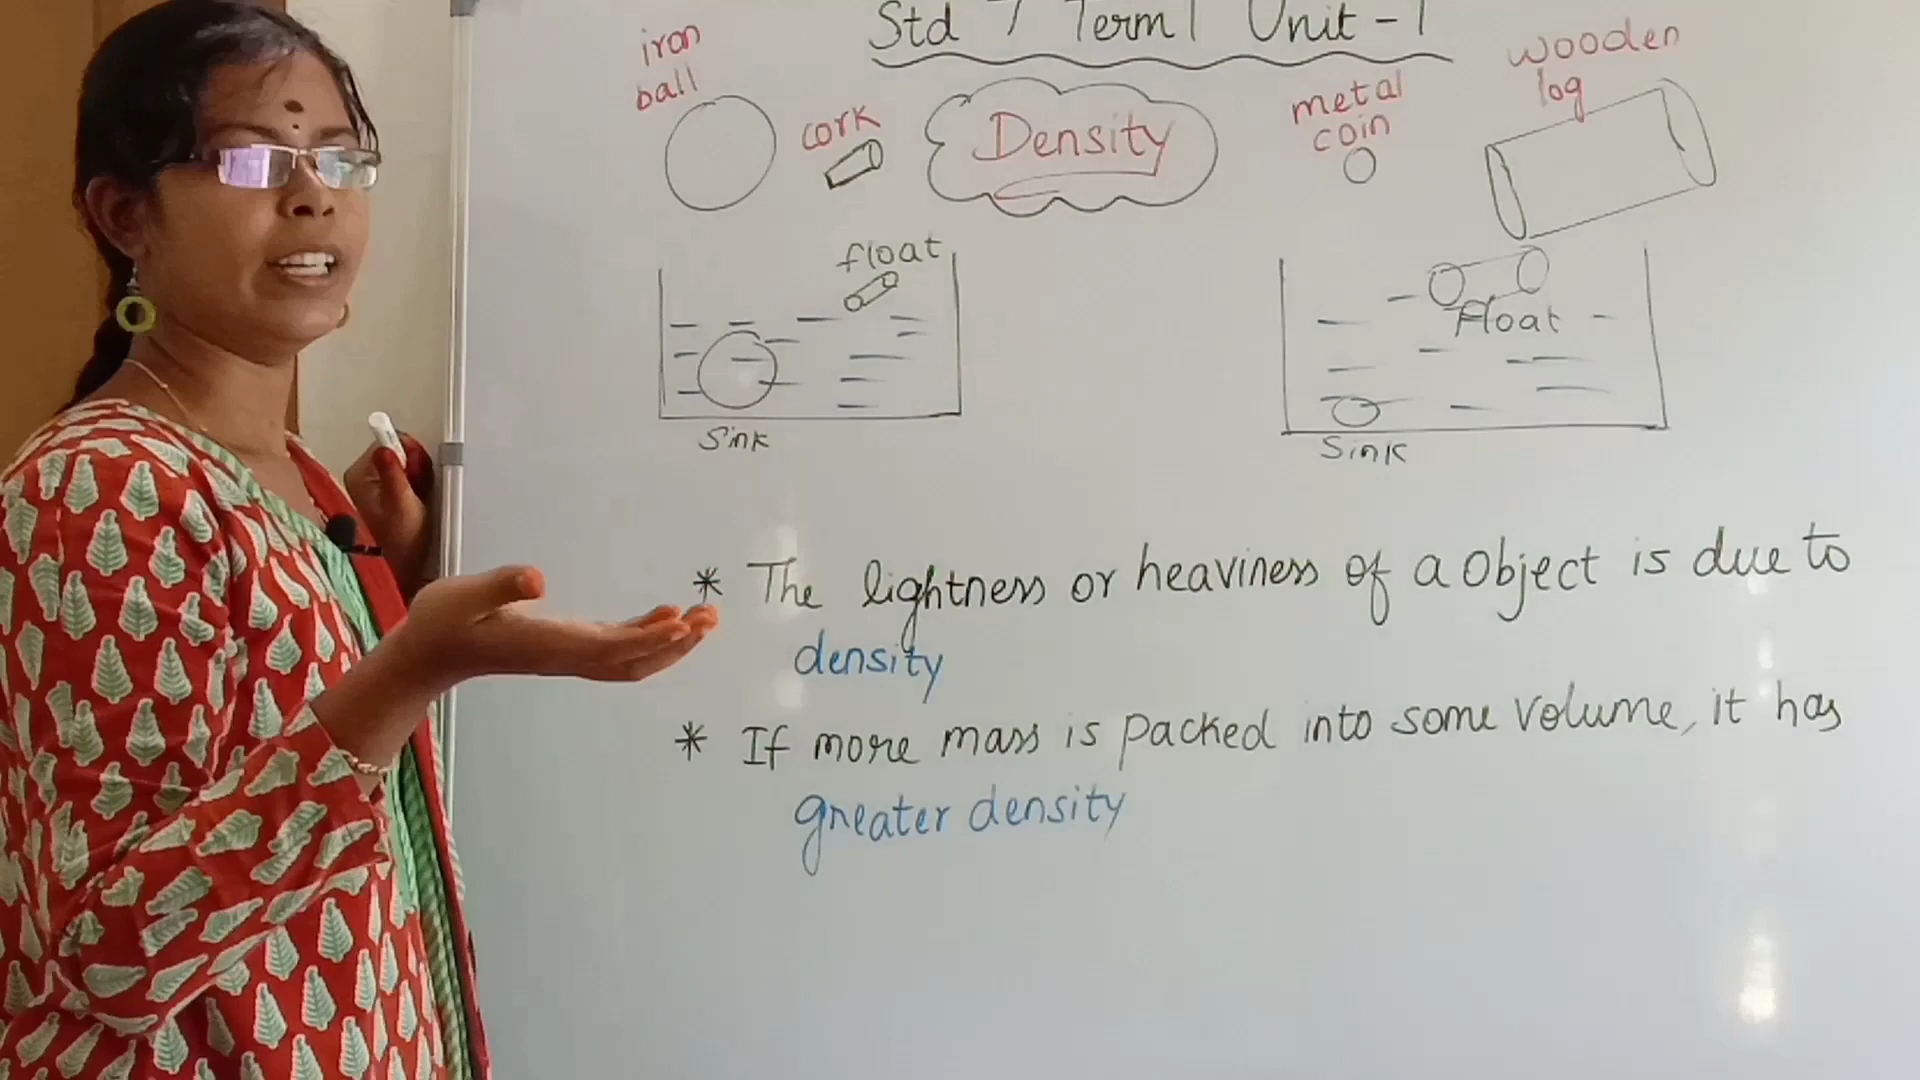 Std 7 Term 1 Unit - 1
iron
ball
cork
Density
metal
coin
wooden
log
float
Sink
Float
Sink
* The lightness or heaviness of a object is due to
density
* If more mass is packed into some volume, it has
greater density